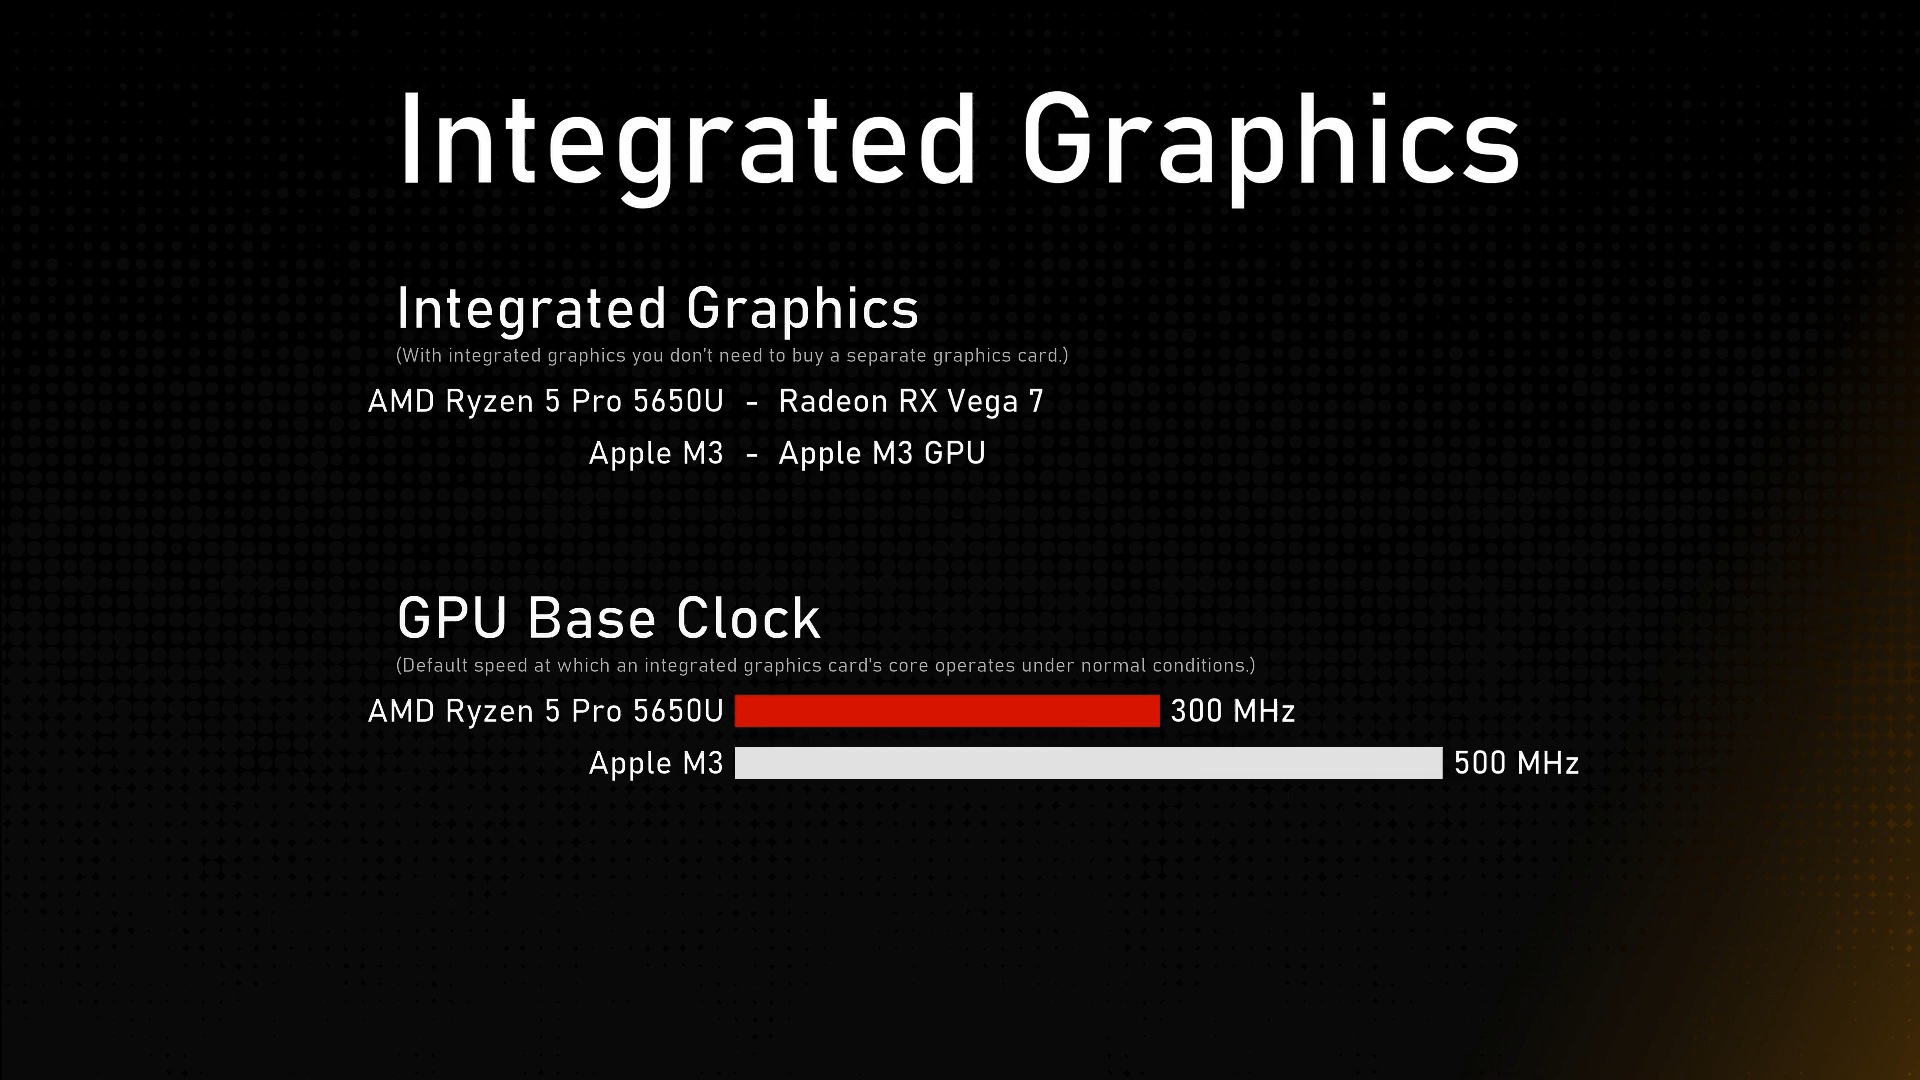 Integrated Graphics
Integrated Graphics
(With integrated graphics you don't need to buy a separate graphics card.)
AMD Ryzen 5 Pro 5650U - Radeon RX Vega 7
Apple M3 - Apple M3 GPU
GPU Base Clock
(Default speed at which an integrated graphics card's core operates under normal conditions.)
AMD Ryzen 5 Pro 5650U 300 MHz
Apple M3 500 MHz